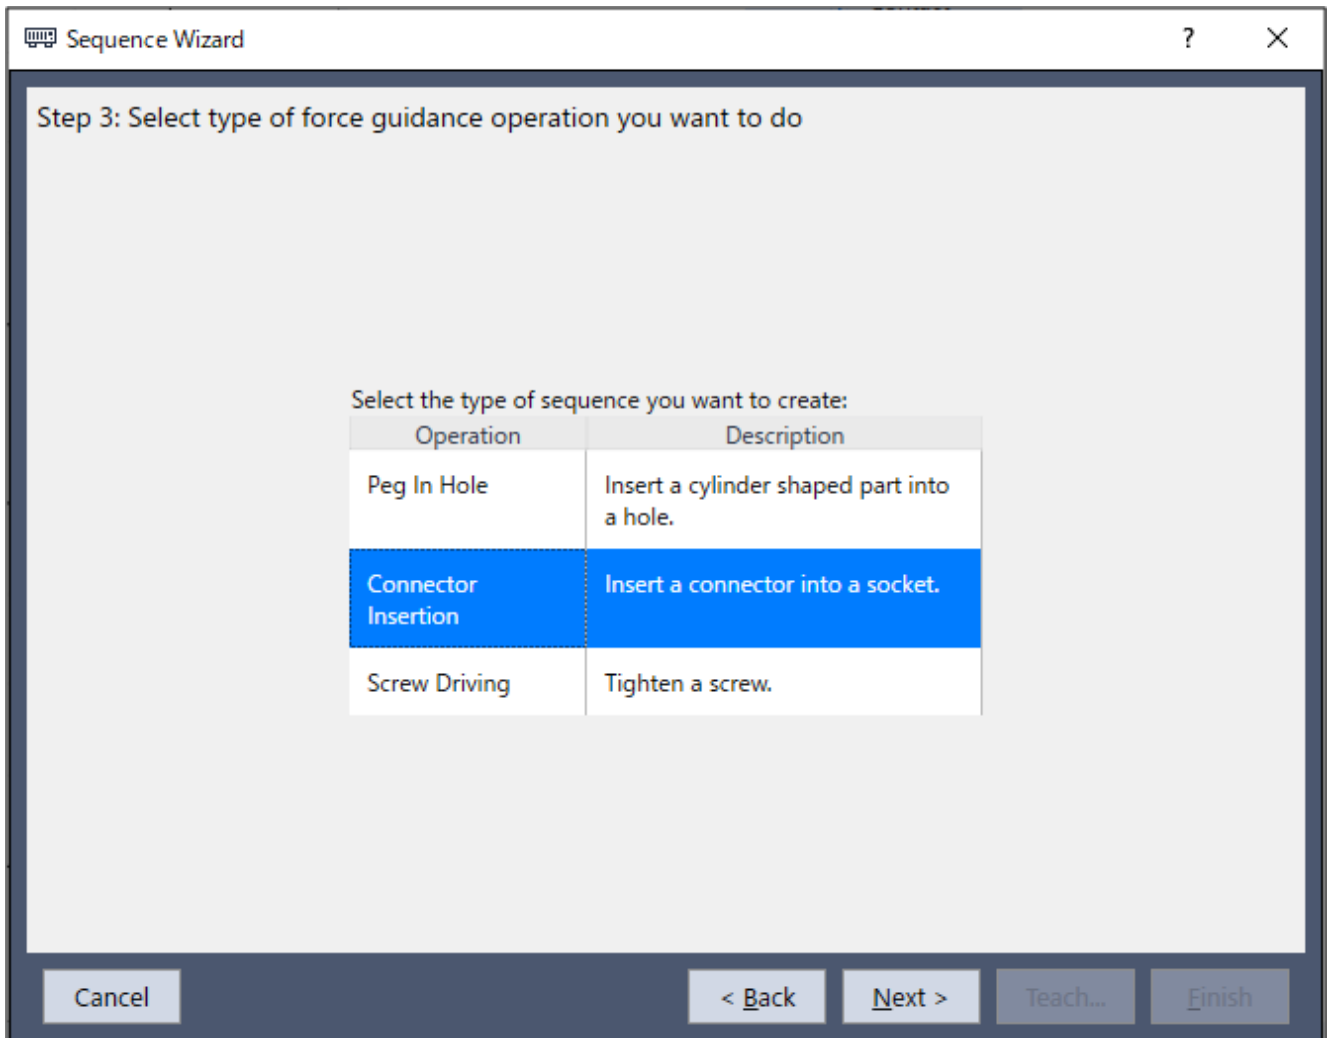 Sequence Wizard ?
Step 3: Select type of force guidance operation you want to do
Select the type of sequence you want to create:
Operation Description
Peg In Hole Insert a cylinder shaped part into
a hole.
Connector Insert a connector into a socket.
Insertion
Screw Driving Tighten a screw.
Cancel < Back Next > Teach... Finish